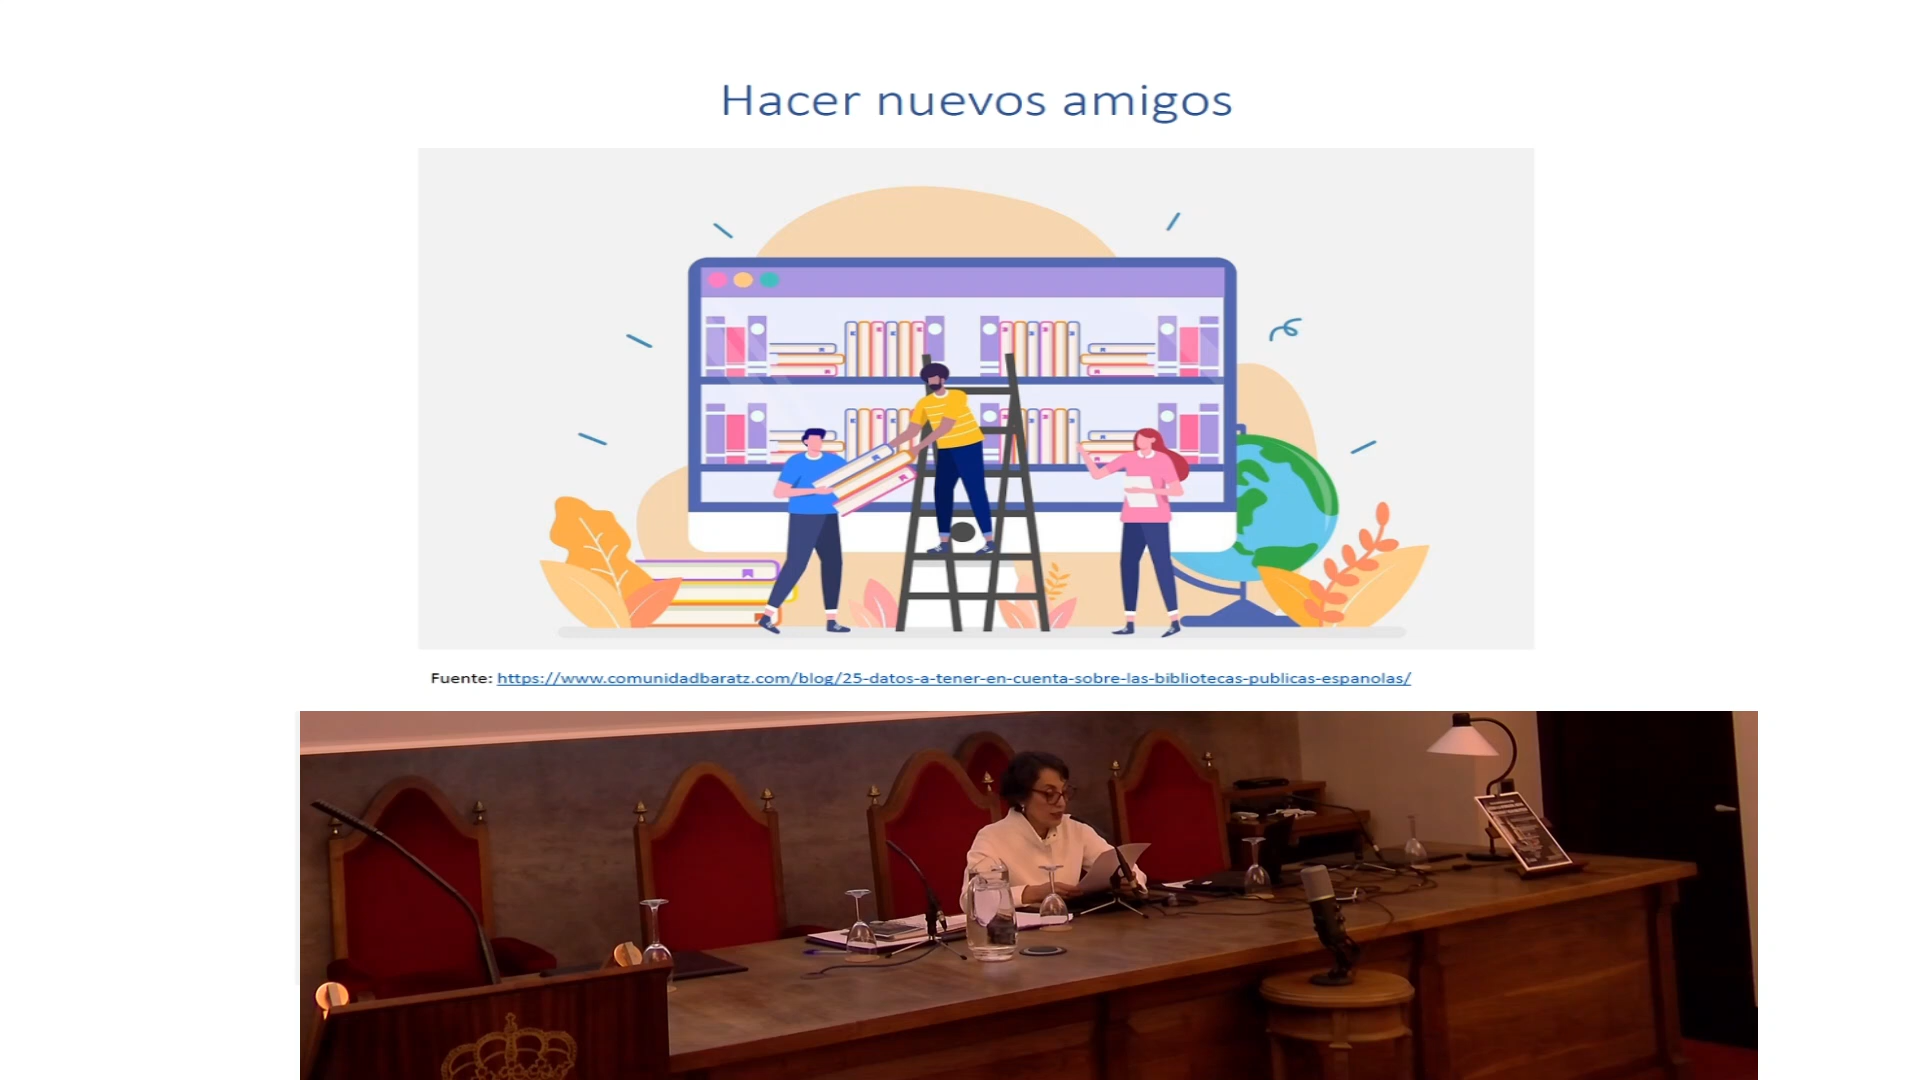 Hacer nuevos amigos
Fuente: https://www.comunidadbaratz.com/blog/25-datos-a-tener-en-cuenta-sobre-las-bibliotecas-publicas-espanolas/